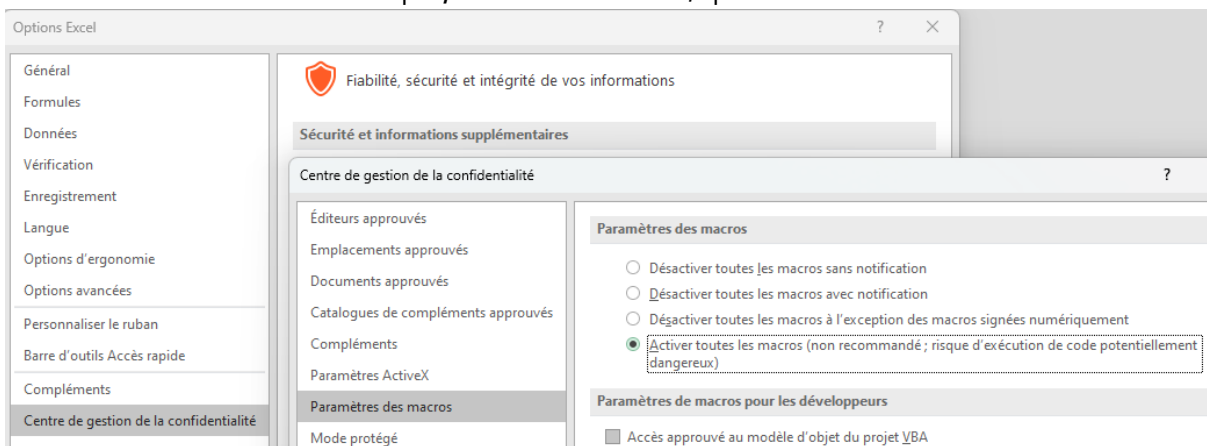 Options Excel
?
Général
Formules
Données
Vérification
Enregistrement
Langue
Options d'ergonomie
Options avancées
Personnaliser le ruban
Barre d'outils Accès rapide
Compléments
Centre de gestion de la confidentialité
Fiabilité, sécurité et intégrité de vos informations
Sécurité et informations supplémentaires
Centre de gestion de la confidentialité
?
Éditeurs approuvés
Emplacements approuvés
Documents approuvés
Catalogues de compléments approuvés
Compléments
Paramètres ActiveX
Paramètres des macros
Mode protégé
Paramètres des macros
Désactiver toutes les macros sans notification
Désactiver toutes les macros avec notification
Désactiver toutes les macros à l'exception des macros signées numériquement
Activer toutes les macros (non recommandé ; risque d'exécution de code potentiellement
dangereux)
Paramètres de macros pour les développeurs
Accès approuvé au modèle d'objet du projet VBA